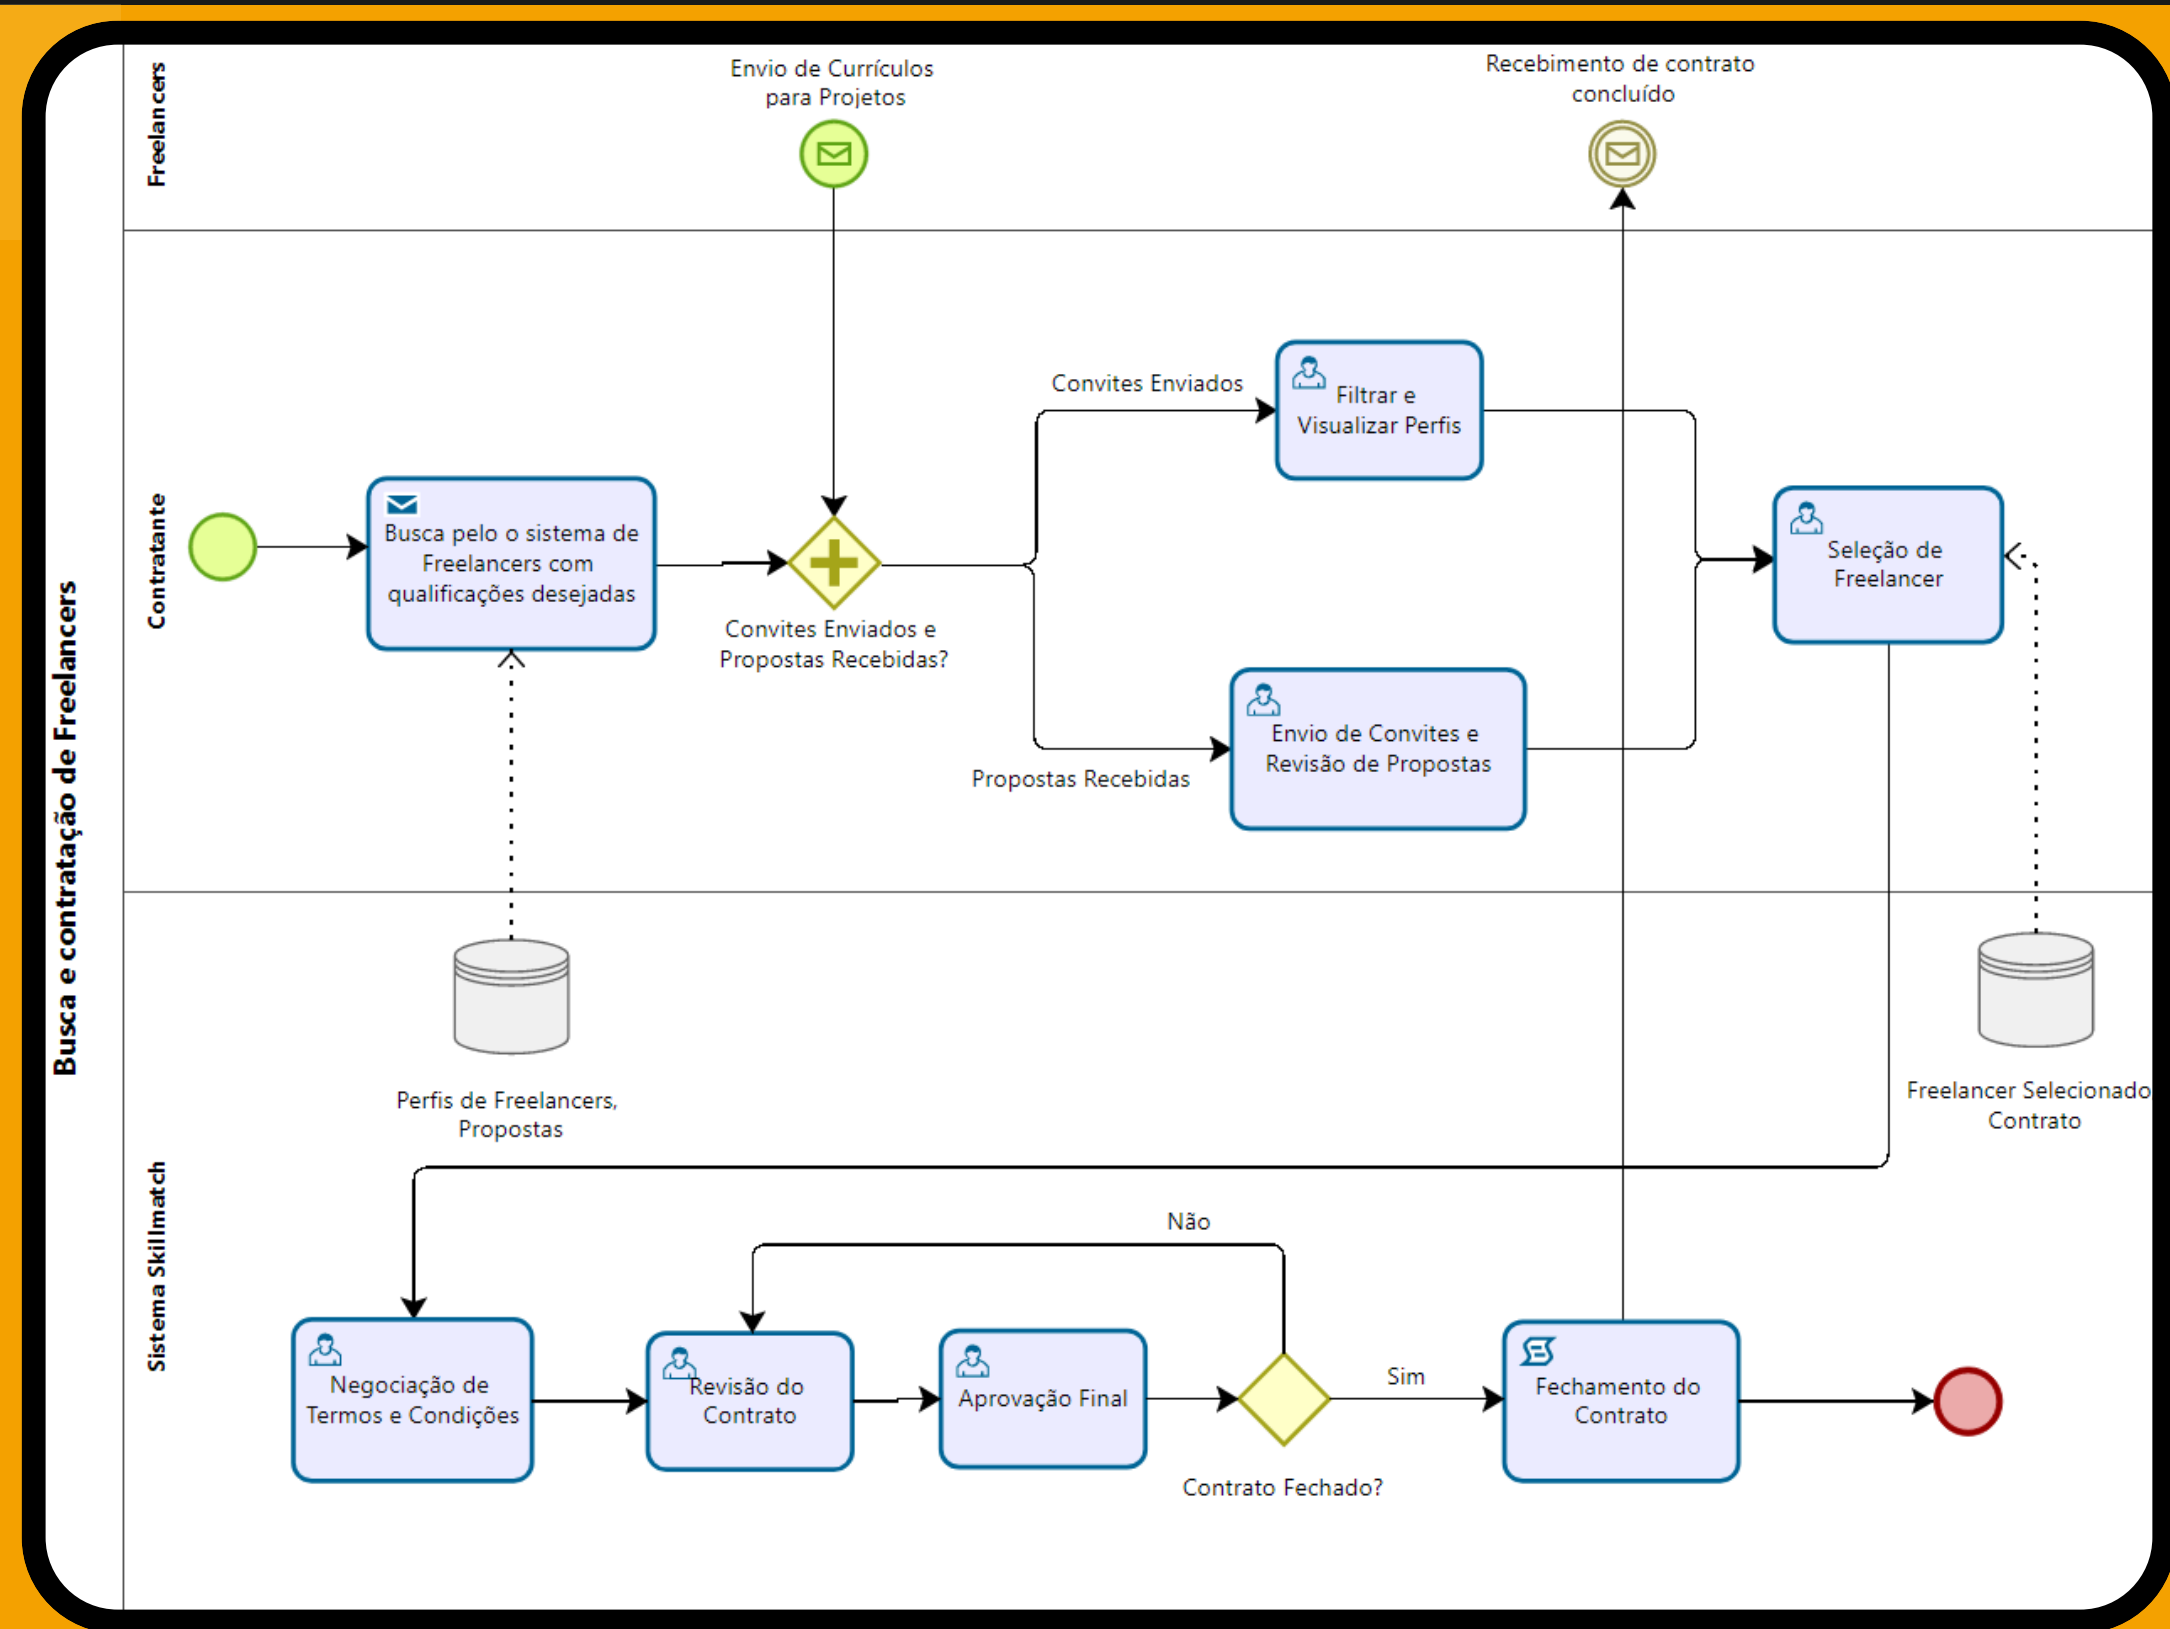 Busca e contratação de Freelancers
Freelancers
Envio de Currículos
para Projetos
Recebimento de contrato
concluído
Contratante
Busca pelo o sistema de
Freelancers com
qualificações desejadas
Convites Enviados e
Propostas Recebidas?
Convites Enviados
Filtrar e
Visualizar Perfis
Propostas Recebidas
Envio de Convites e
Revisão de Propostas
Seleção de
Freelancer
Sistema Skillmatch
Perfis de Freelancers,
Propostas
Freelancer Selecionado
Contrato
Não
Negociação de
Termos e Condições
Revisão do
Contrato
Aprovação Final
Contrato Fechado?
Sim
Fechamento do
Contrato